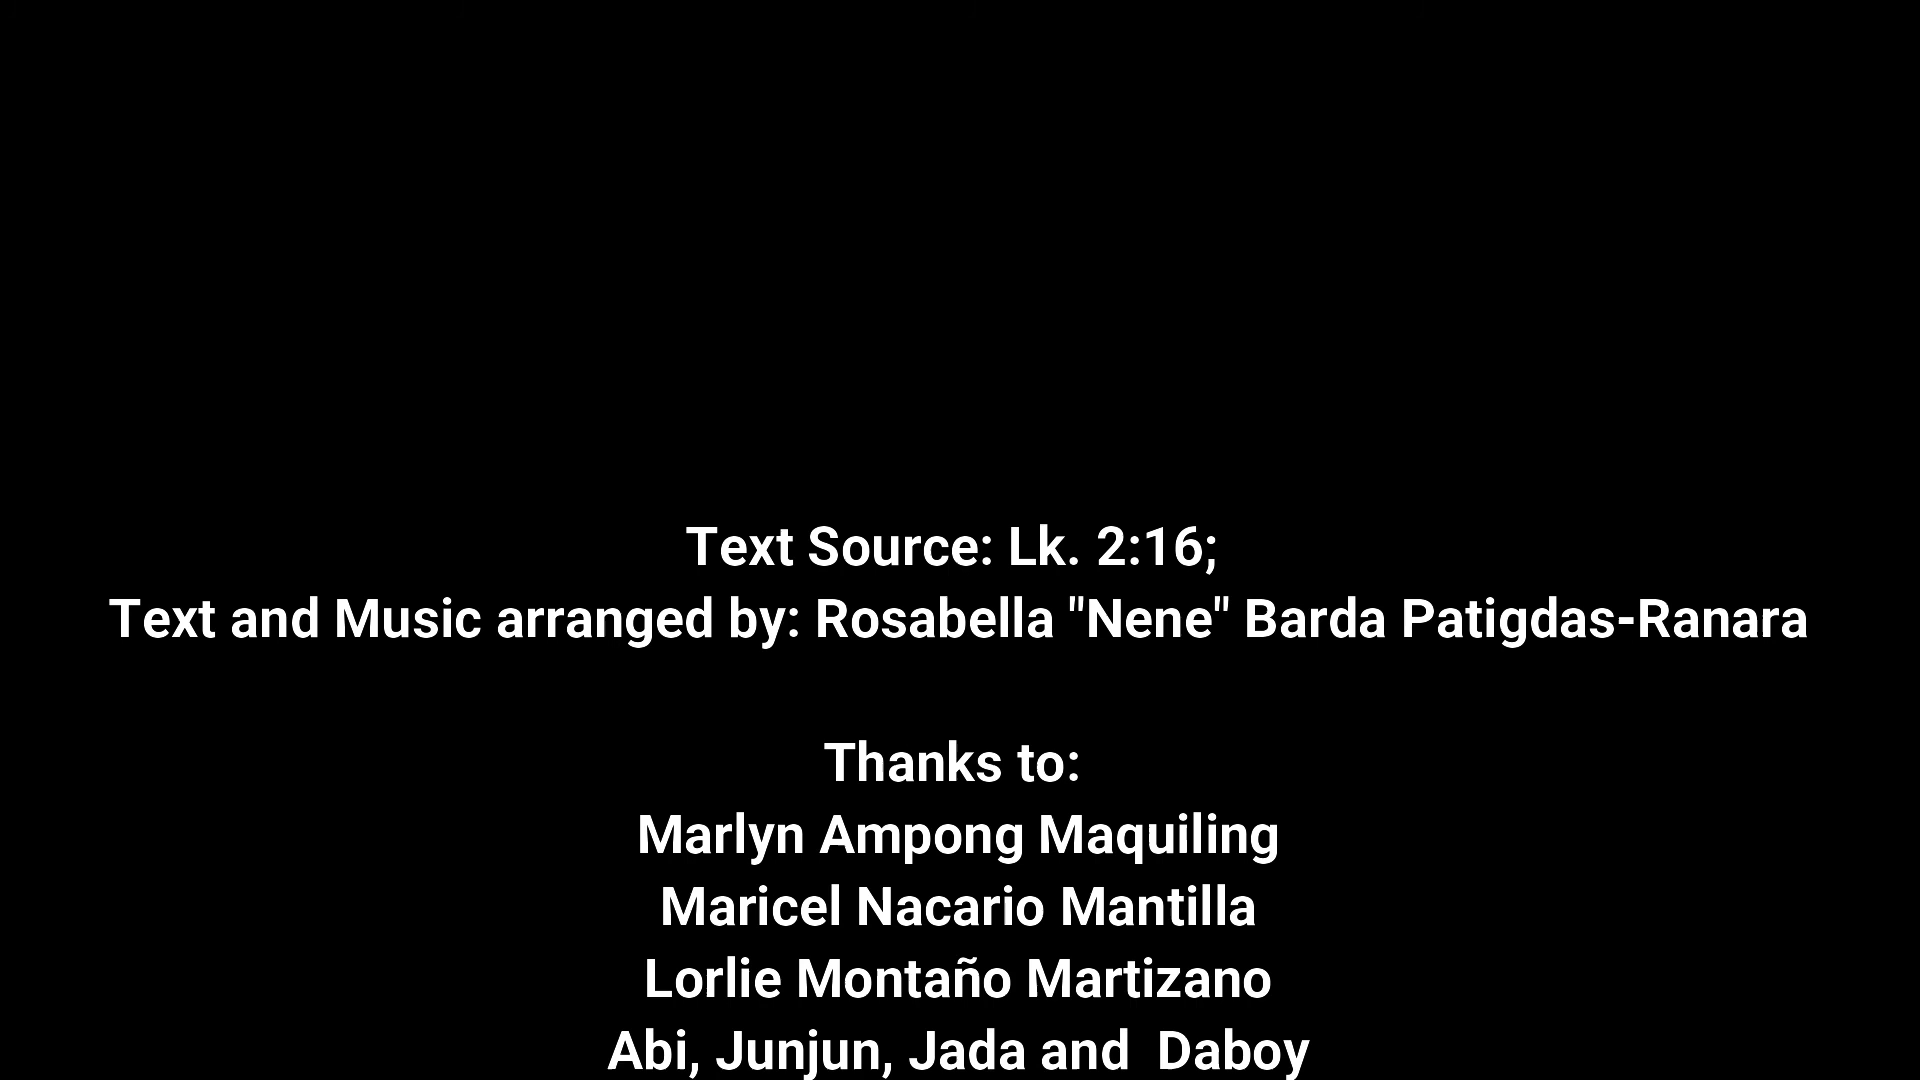 Text Source: Lk. 2:16;
Text and Music arranged by: Rosabella "Nene" Barda Patigdas-Ranara
Thanks to:
Marlyn Ampong Maquiling
Maricel Nacario Mantilla
Lorlie Montaño Martizano
Abi, Junjun, Jada and  Daboy